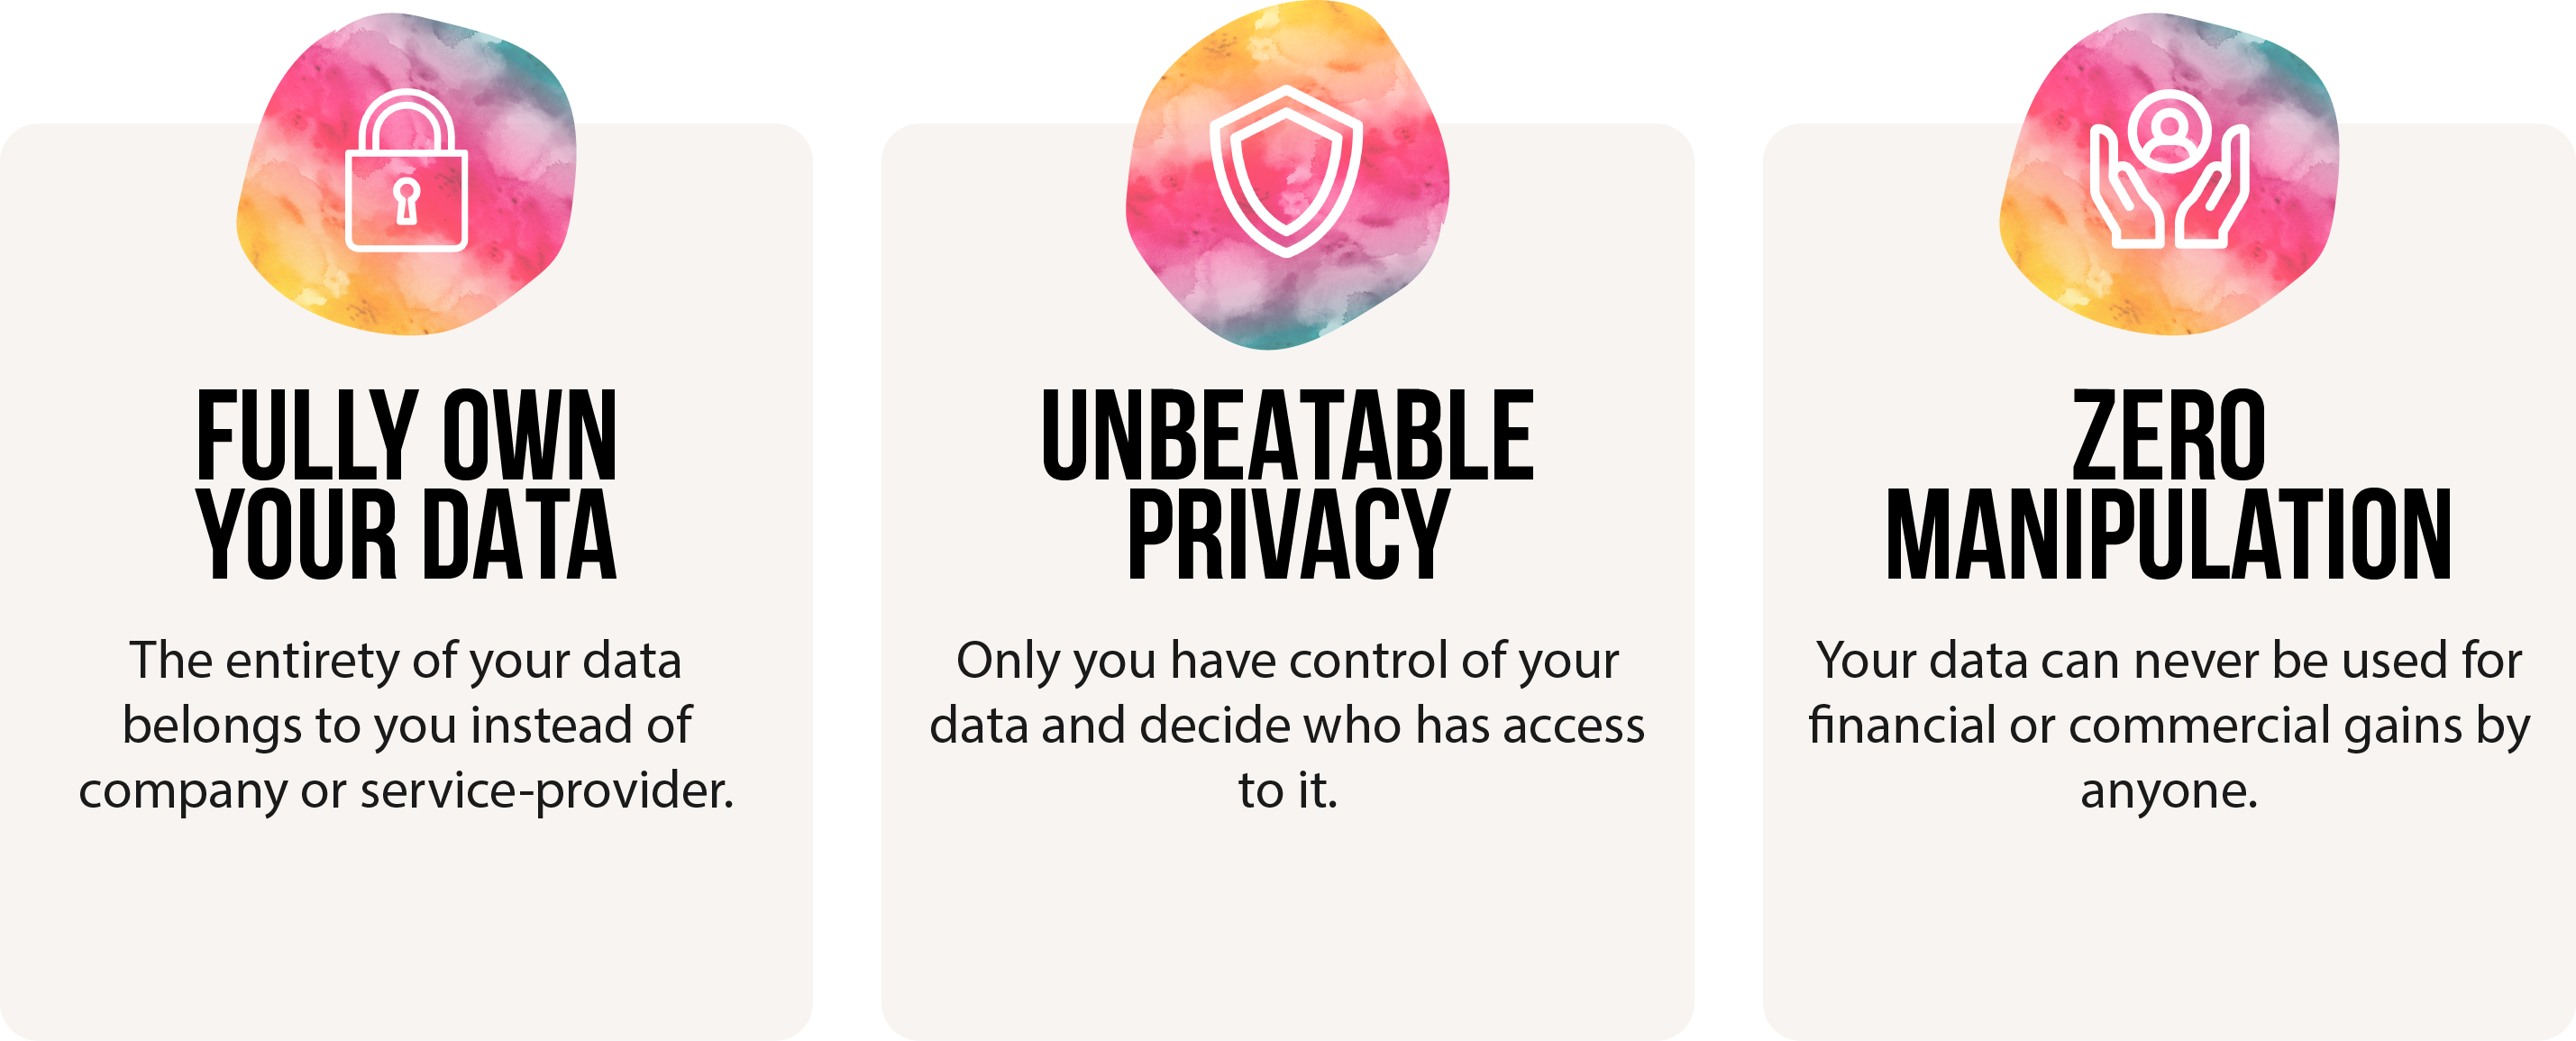 FULLY OWN
YOUR DATA
The entirety of your data
belongs to you instead of
company or service-provider.
UNBEATABLE
PRIVACY
Only you have control of your
data and decide who has access
to it.
ZERO
MANIPULATION
Your data can never be used for
financial or commercial gains by
anyone.